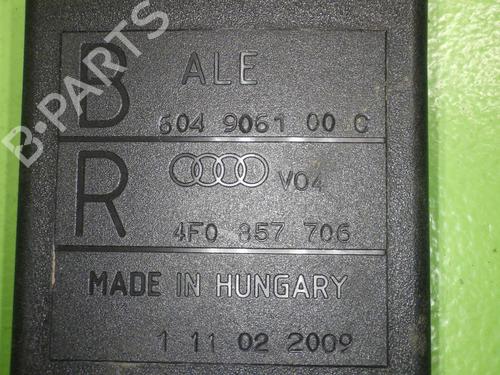 B ALE
604 9061 00 C
R V04
4F0 857 706
MADE IN HUNGARY
1 11 02 2009
B-PARTS